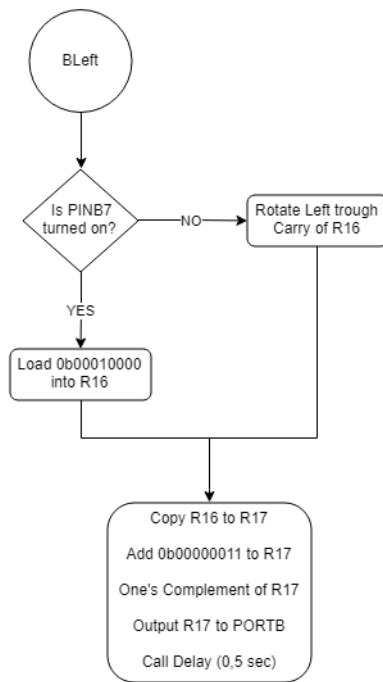 BLeft
Is PINB7
turned on?
NO
Rotate Left trough
Carry of R16
YES
Load 0b00010000
into R16
Copy R16 to R17
Add 0b00000011 to R17
One's Complement of R17
Output R17 to PORTB
Call Delay (0,5 sec)